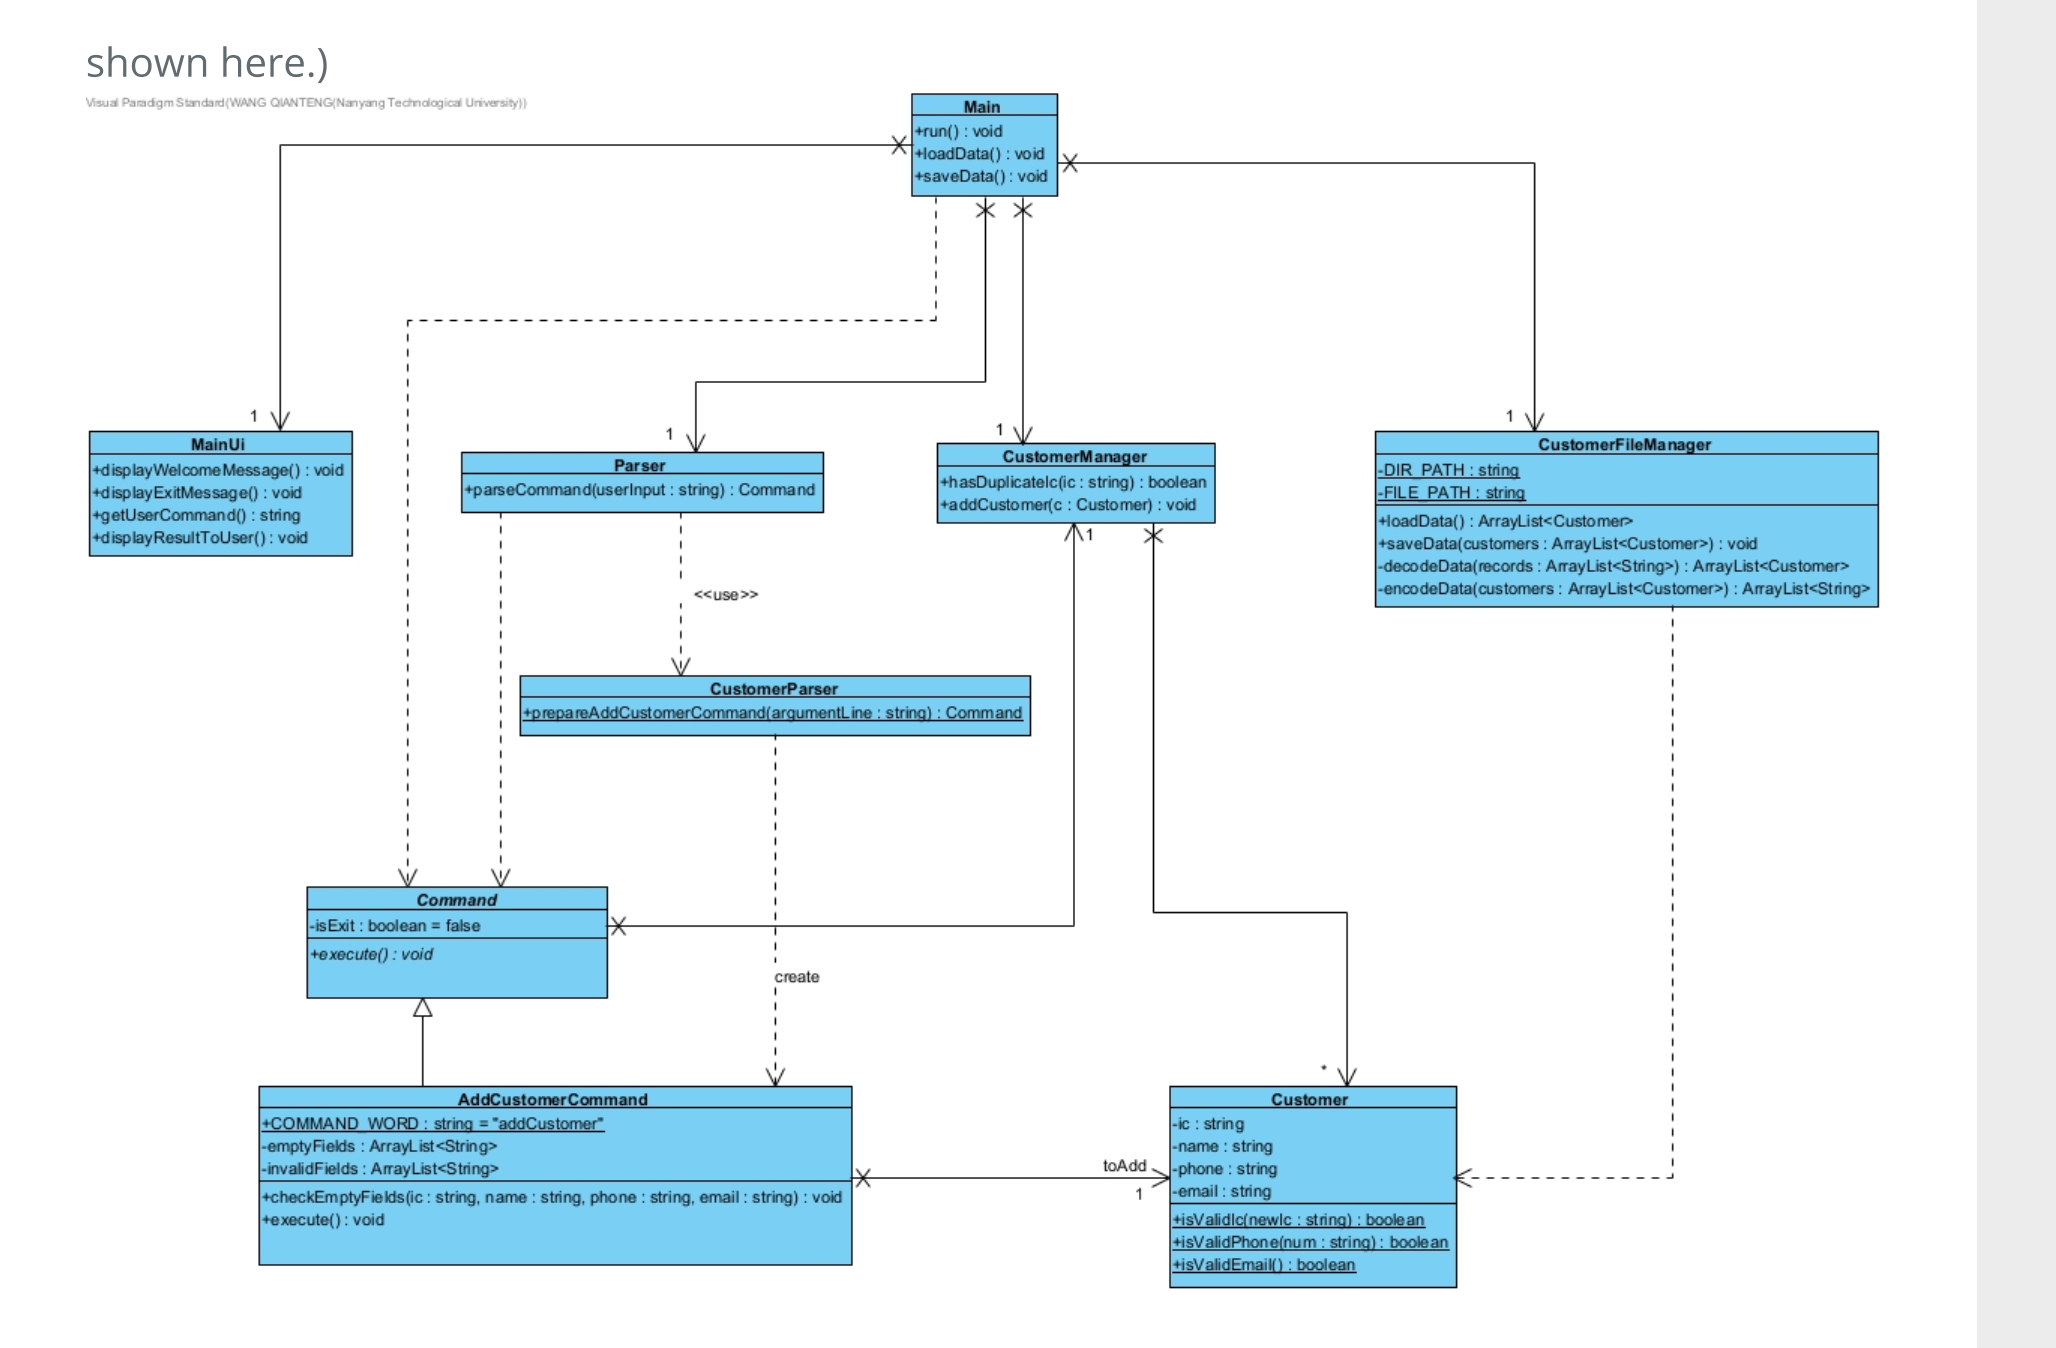 shown here.)
Visual Paradigm Standard(WANG QIANTENG(Nanyang Technological University))
Main
+run() : void
+loadData() : void
+saveData() : void
1
MainUi
+displayWelcomeMessage() : void
+displayExitMessage() : void
+getUserCommand() : string
+displayResultToUser() : void
1
Parser
+parseCommand(userInput : string) : Command
1
CustomerManager
+hasDuplicateIc(ic : string) : boolean
+addCustomer(c : Customer) : void
1
1
CustomerFileManager
-DIR_PATH : string
-FILE_PATH : string
+loadData() : ArrayList<Customer>
+saveData(customers : ArrayList<Customer>) : void
-decodeData(records : ArrayList<String>) : ArrayList<Customer>
-encodeData(customers : ArrayList<Customer>) : ArrayList<String>
<<use>>
CustomerParser
+prepareAddCustomerCommand(argumentLine : string) : Command
Command
-isExit : boolean = false
+execute() : void
create
AddCustomerCommand
+COMMAND_WORD : string = "addCustomer"
-emptyFields : ArrayList<String>
-invalidFields : ArrayList<String>
+checkEmptyFields(ic : string, name : string, phone : string, email : string) : void
+execute() : void
toAdd
1
*
Customer
-ic : string
-name : string
-phone : string
-email : string
+isValidIc(newIc : string) : boolean
+isValidPhone(num : string) : boolean
+isValidEmail() : boolean